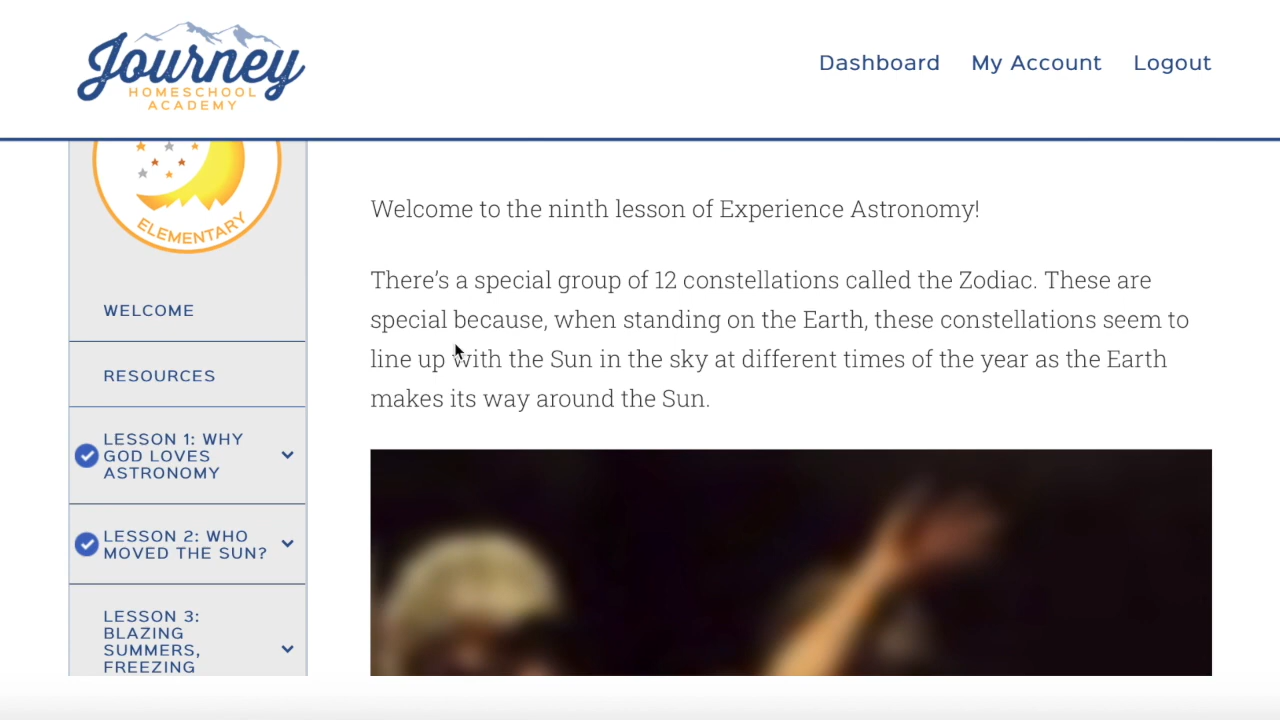 Journey
HOMESCHOOL
ACADEMY
Dashboard
My Account
Logout
ELEMENTARY
WELCOME
RESOURCES
LESSON 1: WHY
GOD LOVES
ASTRONOMY
LESSON 2: WHO
MOVED THE SUN?
LESSON 3:
BLAZING
SUMMERS,
FREEZING
Welcome to the ninth lesson of Experience Astronomy!
There’s a special group of 12 constellations called the Zodiac. These are
special because, when standing on the Earth, these constellations seem to
line up with the Sun in the sky at different times of the year as the Earth
makes its way around the Sun.